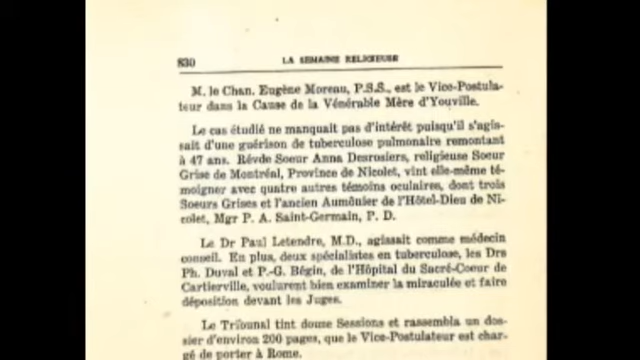 830 LA SEMAINE RELIGIEUSE
M. le Chan. Eugène Moreau, P.S.S., est le Vice-Postula-
teur dans la Cause de la Vénérable Mère d'Youville.
Le cas étudié ne manquait pas d'intérêt puisqu'il s'agis-
sait d'une guérison de tuberculose pulmonaire remontant
à 47 ans. Révde Soeur Anna Desrosiers, religieuse Soeur
Grise de Montréal, Province de Nicolet, vint elle-même té-
moigner avec quatre autres témoins oculaires, dont trois
Soeurs Grises et l'ancien Aumônier de l'Hôtel-Dieu de Ni-
colet, Mgr P. A. Saint-Germain, P. D.
Le Dr Paul Letendre, M.D., agissait comme médecin
conseil. En plus, deux spécialistes en tuberculose, les Drs
Ph. Duval et P.-G. Bégin, de l'Hôpital du Sacré-Coeur de
Cartierville, voulurent bien examiner la miraculée et faire
déposition devant les Juges.
Le Tribunal tint douze Sessions et rassembla un dos-
sier d'environ 200 pages, que le Vice-Postulateur est char-
gé de porter à Rome.